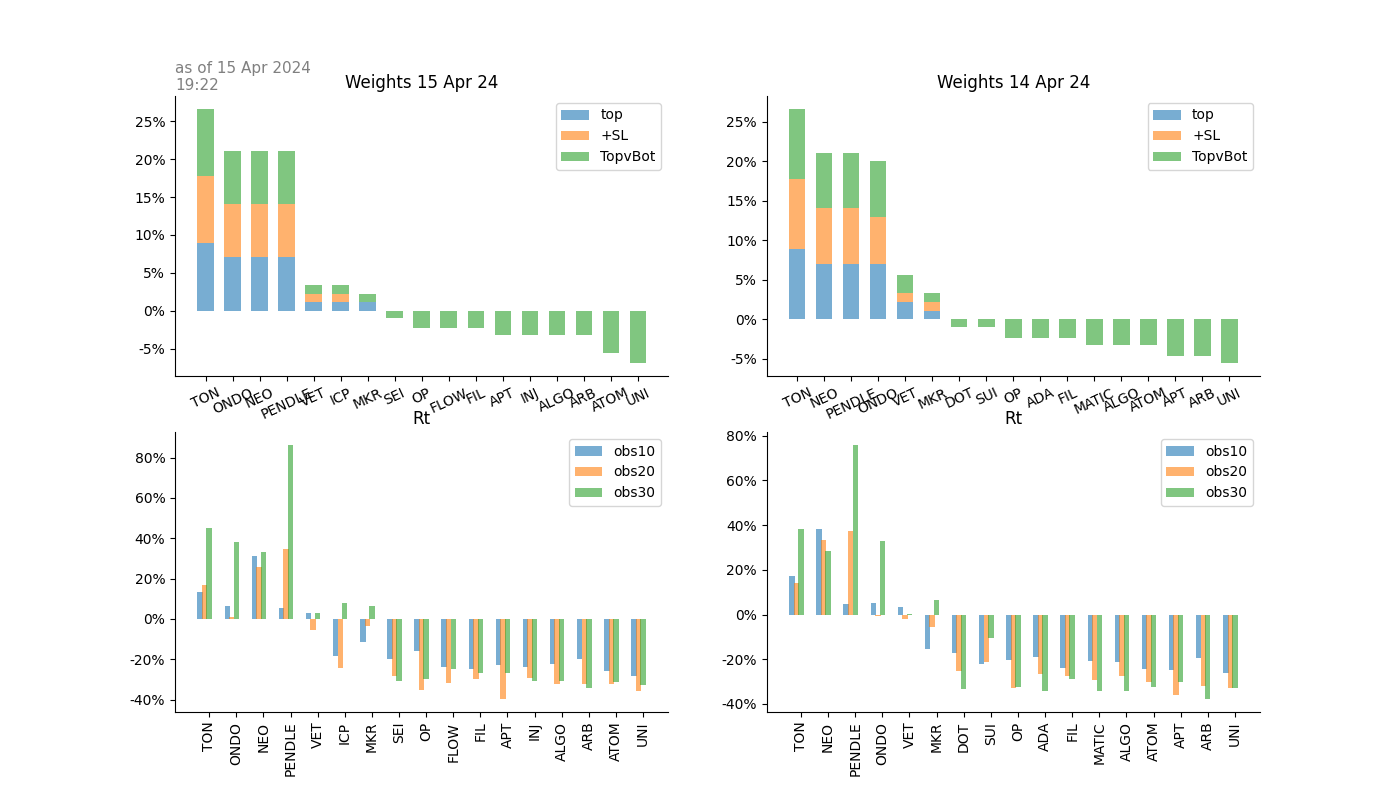 as of 15 Apr 2024
19:22
Weights 15 Apr 24
25%
20%
15%
10%
5%
0%
-5%
top
+SL
TopvBot
TON ONDO NEO PENDLE VET ICP MKR SEI OP FLOW FIL APT INJ ALGO ARB ATOM UNI
Weights 14 Apr 24
25%
20%
15%
10%
5%
0%
-5%
top
+SL
TopvBot
TON NEO PENDLE ONDO VET MKR DOT SUI OP ADA FIL MATIC ALGO ATOM APT ARB UNI
Rt
80%
60%
40%
20%
0%
-20%
-40%
obs10
obs20
obs30
TON ONDO NEO PENDLE VET ICP MKR SEI OP FLOW FIL APT INJ ALGO ARB ATOM UNI
Rt
80%
60%
40%
20%
0%
-20%
-40%
obs10
obs20
obs30
TON NEO PENDLE ONDO VET MKR DOT SUI OP ADA FIL MATIC ALGO ATOM APT ARB UNI